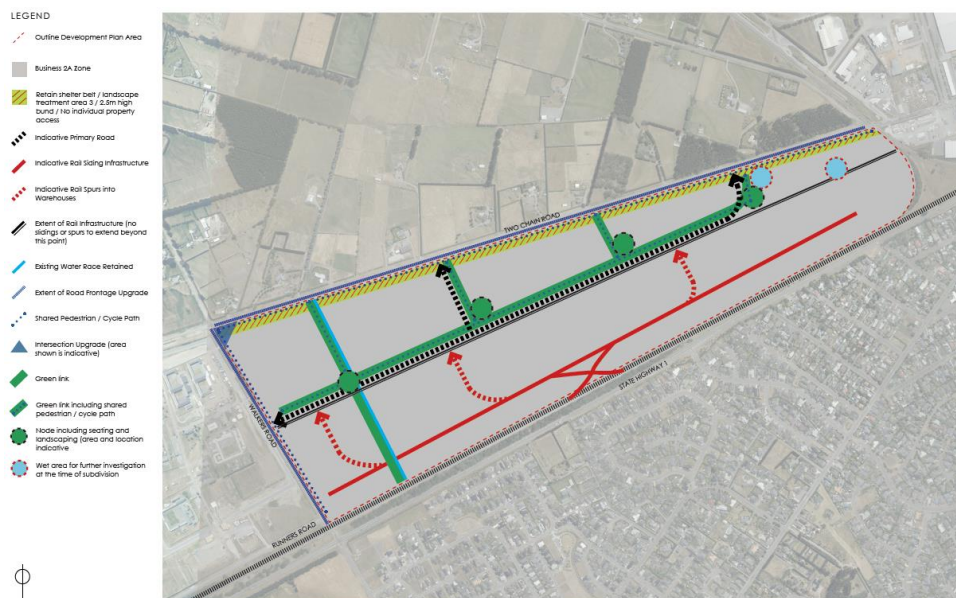 LEGEND
Outline Development Plan Area
Business 2A Zone
Retain shelter belt / landscape
treatment area 3 / 2.5m high
bund / No individual property
access
Indicative Primary Road
Indicative Rail Siding Infrastructure
Indicative Rail Spurs into
Warehouses
Extent of Rail Infrastructure (no
sidings or spurs to extend beyond
this point)
Existing Water Race Retained
Extent of Road Frontage Upgrade
Shared Pedestrian / Cycle Path
Intersection Upgrade (area
shown is indicative)
Green link
Green link including shared
pedestrian / cycle path
Node including seating and
landscaping (area and location
indicative
Wet area for further investigation
at the time of subdivision
TWO CHAIN ROAD
STATE HIGHWAY 1
WALKERS ROAD
RUNNERS ROAD